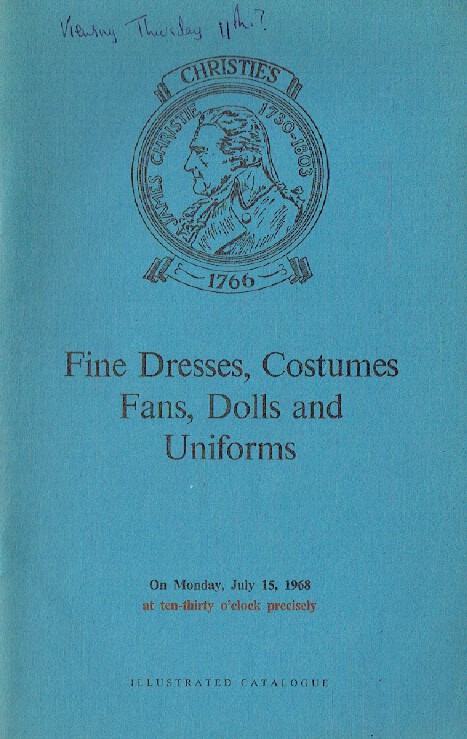 Viewing Thursday 11th.?
CHRISTIE'S
JAMES CHRISTIE 1730-1803
1766
Fine Dresses, Costumes
Fans, Dolls and
Uniforms
On Monday, July 15, 1968
at ten-thirty o'clock precisely
ILLUSTRATED CATALOGUE